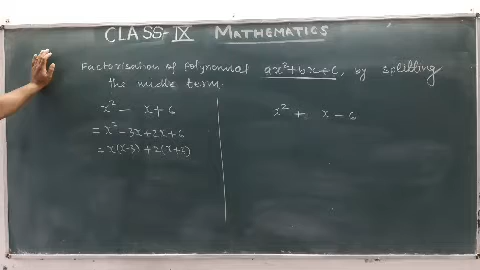 CLASS-IX MATHEMATICS
Factorisation of Polynomial ax²+bx+c, by splitting
the middle term.
x² - x + 6
= x² - 3x + 2x + 6
= x(x-3) + 2(x+3)
x² + x - 6